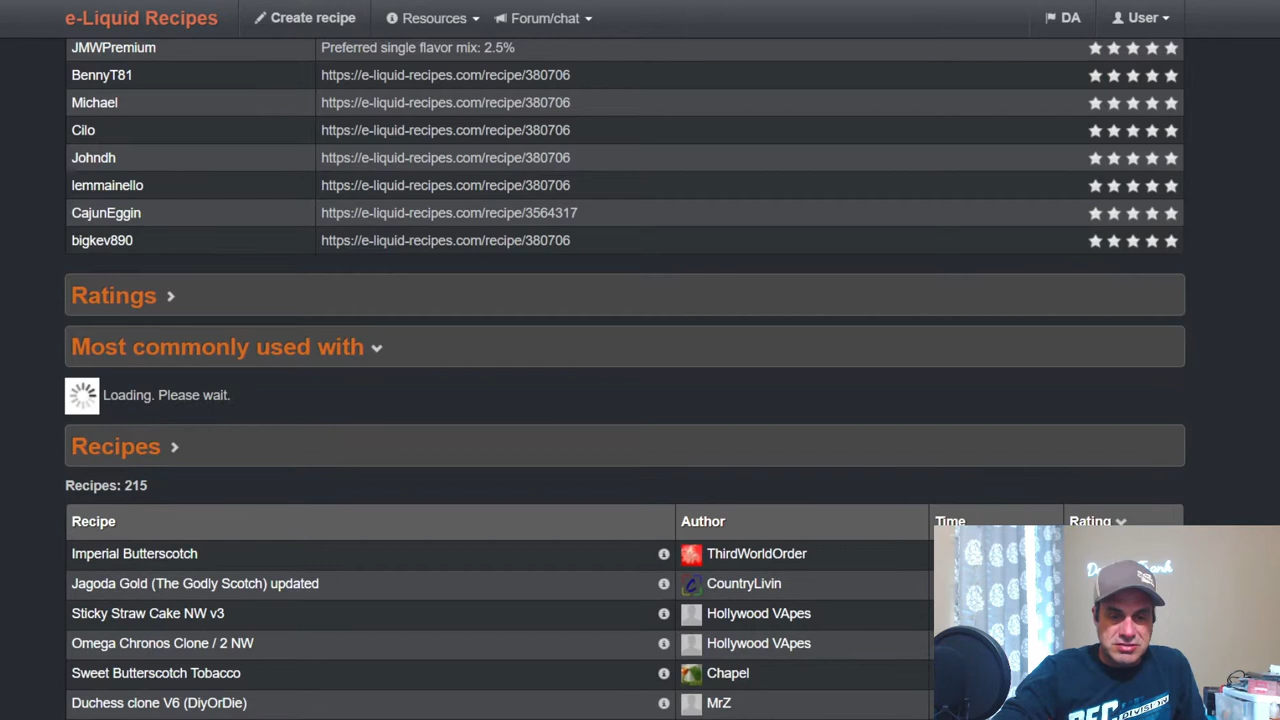 e-Liquid Recipes Create recipe Resources Forum/chat DA User
JMWPremium Preferred single flavor mix: 2.5%
BennyT81 https://e-liquid-recipes.com/recipe/380706
Michael https://e-liquid-recipes.com/recipe/380706
Cilo https://e-liquid-recipes.com/recipe/380706
Johndh https://e-liquid-recipes.com/recipe/380706
lemmainello https://e-liquid-recipes.com/recipe/380706
CajunEggin https://e-liquid-recipes.com/recipe/3564317
bigkev890 https://e-liquid-recipes.com/recipe/380706
Ratings
Most commonly used with
Loading. Please wait.
Recipes
Recipes: 215
Recipe Author Time Rating
Imperial Butterscotch ThirdWorldOrder
Jagoda Gold (The Godly Scotch) updated CountryLivin
Sticky Straw Cake NW v3 Hollywood VApes
Omega Chronos Clone / 2 NW Hollywood VApes
Sweet Butterscotch Tobacco Chapel
Duchess clone V6 (DiyOrDie) MrZ
DIVISION